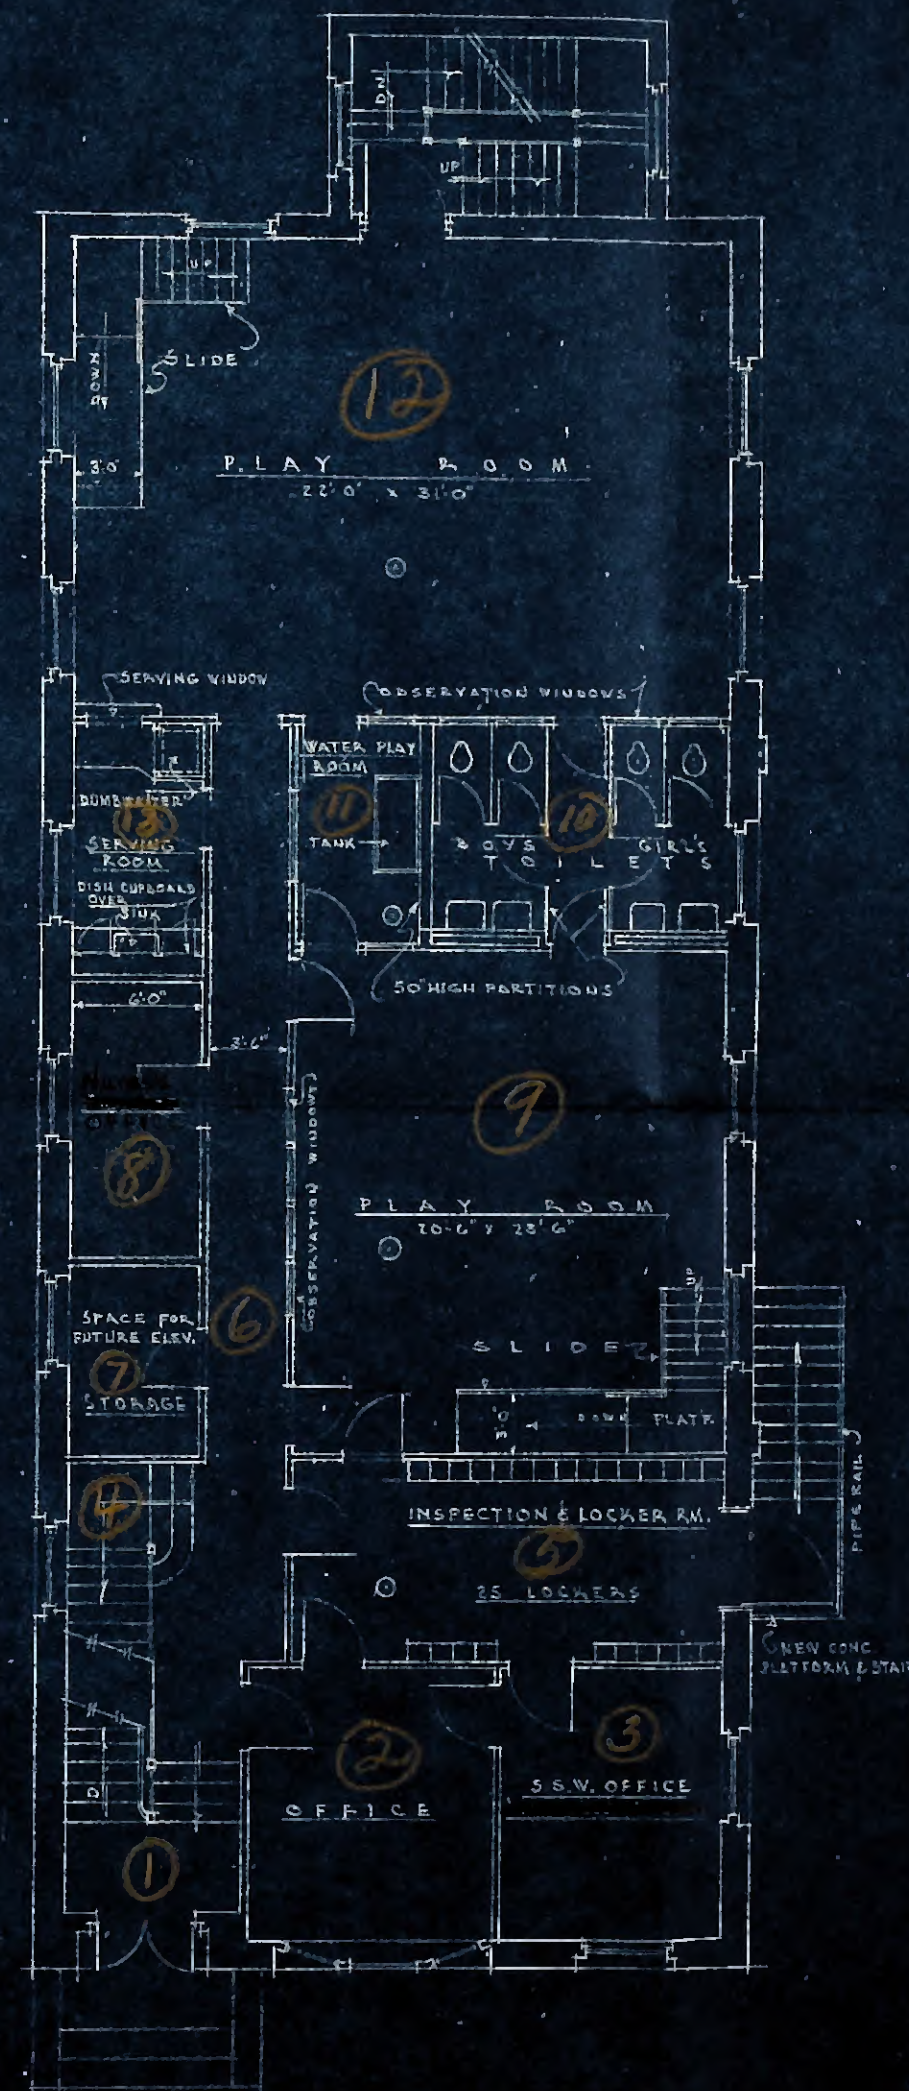 DN
UP
UP
SLIDE
DOWN
12
3'-0"
PLAY ROOM
22'-0" x 31'-0"
SERVING WINDOW
OBSERVATION WINDOWS
WATER PLAY
ROOM
DUMBWAITER
13
11
10
TANK
BOYS GIRL'S
TOILETS
SERVING
ROOM
DISH CUPBOARD
OVER
SINK
50" HIGH PARTITIONS
6'-0"
3'-6"
OFFICE
8
9
OBSERVATION WINDOWS
PLAY ROOM
20'-6" x 28'-6"
UP
SPACE FOR
FUTURE ELEV.
6
7
STORAGE
SLIDE
3'-0"
DOWN
PLAT'F.
4
INSPECTION & LOCKER RM.
5
25 LOCKERS
PIPE RAIL
NEW CONC.
PLATFORM & STAIR
2
3
D
OFFICE
S.S.W. OFFICE
1